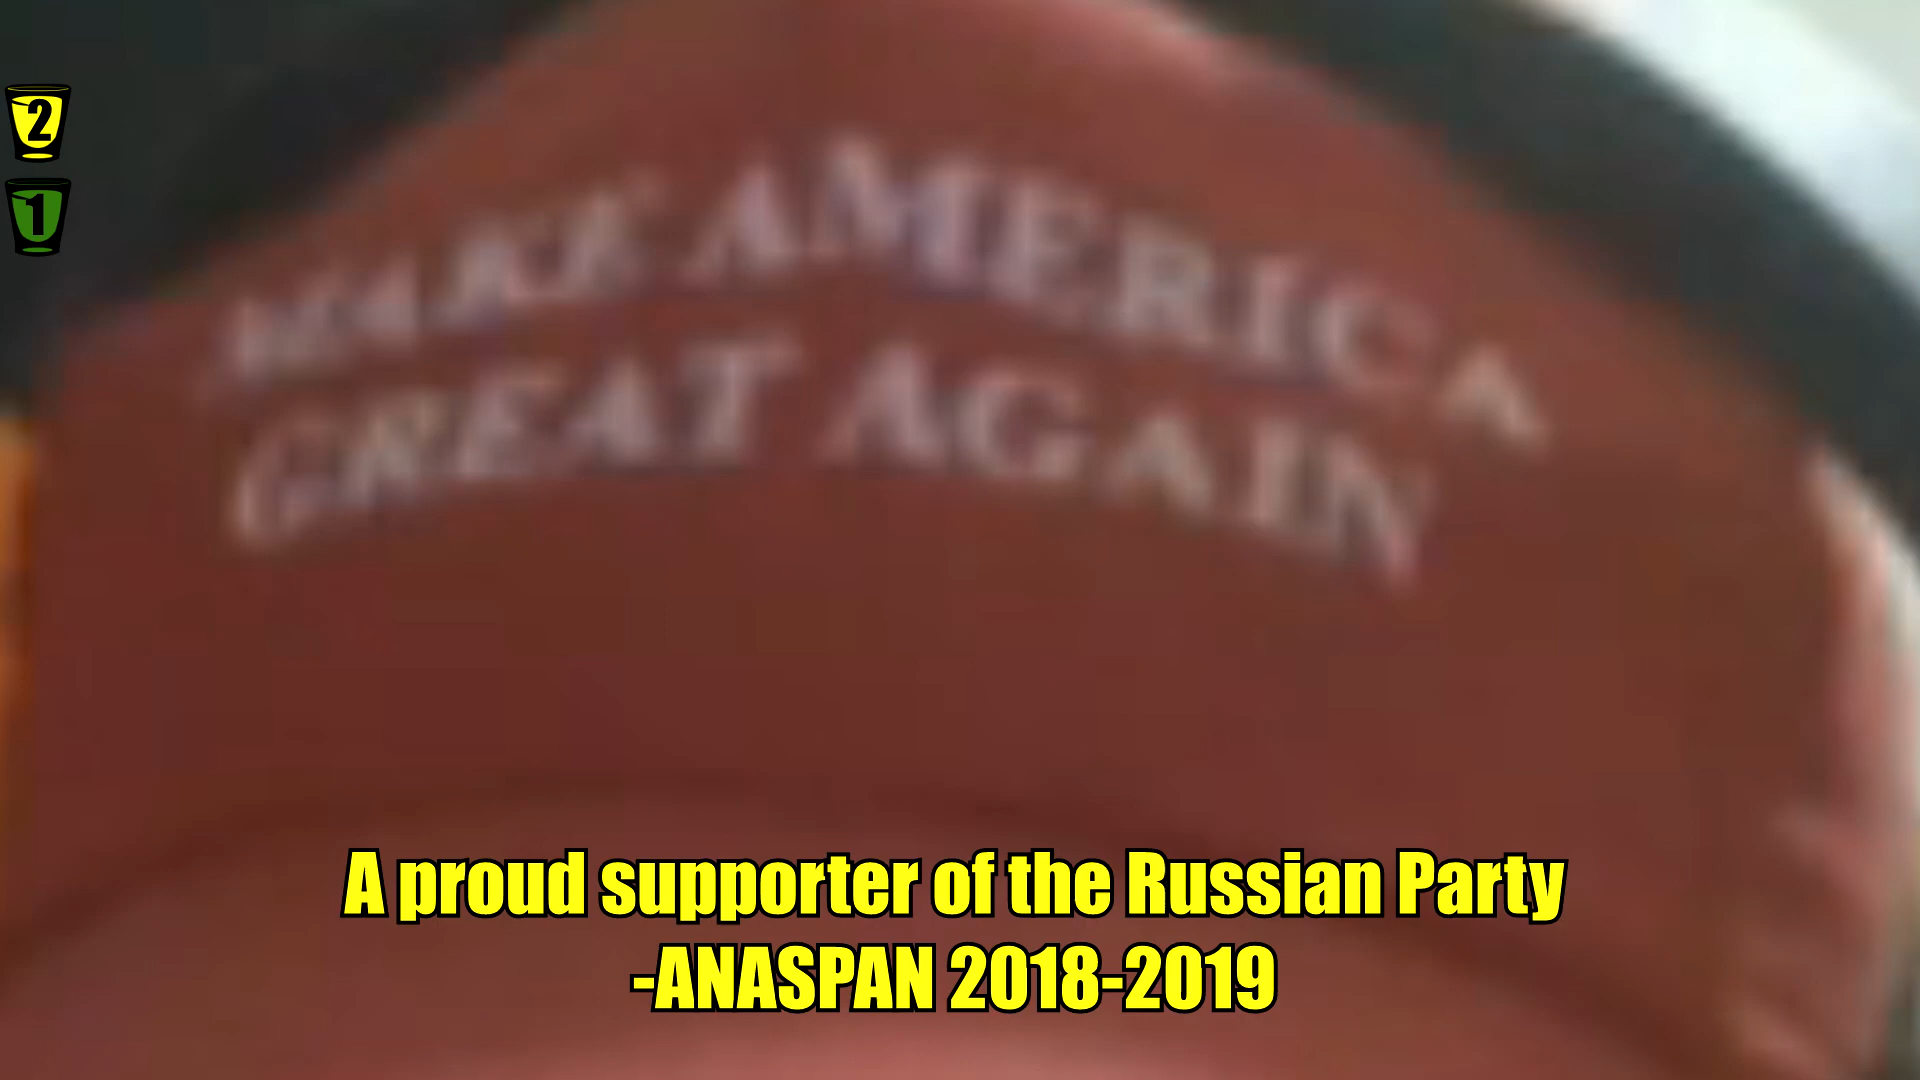 2
1
MAKE AMERICA
GREAT AGAIN
A proud supporter of the Russian Party
-ANASPAN 2018-2019